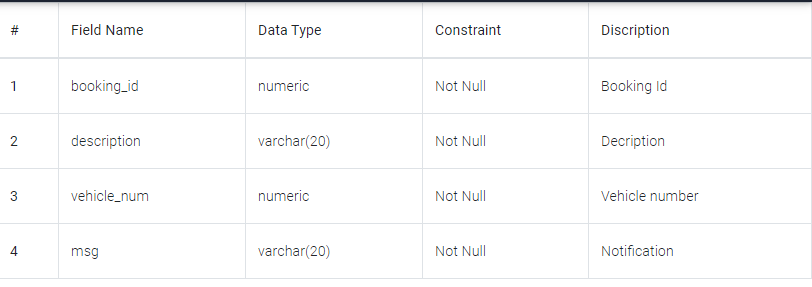 # Field Name Data Type Constraint Discription
1 booking_id numeric Not Null Booking Id
2 description varchar(20) Not Null Decription
3 vehicle_num numeric Not Null Vehicle number
4 msg varchar(20) Not Null Notification